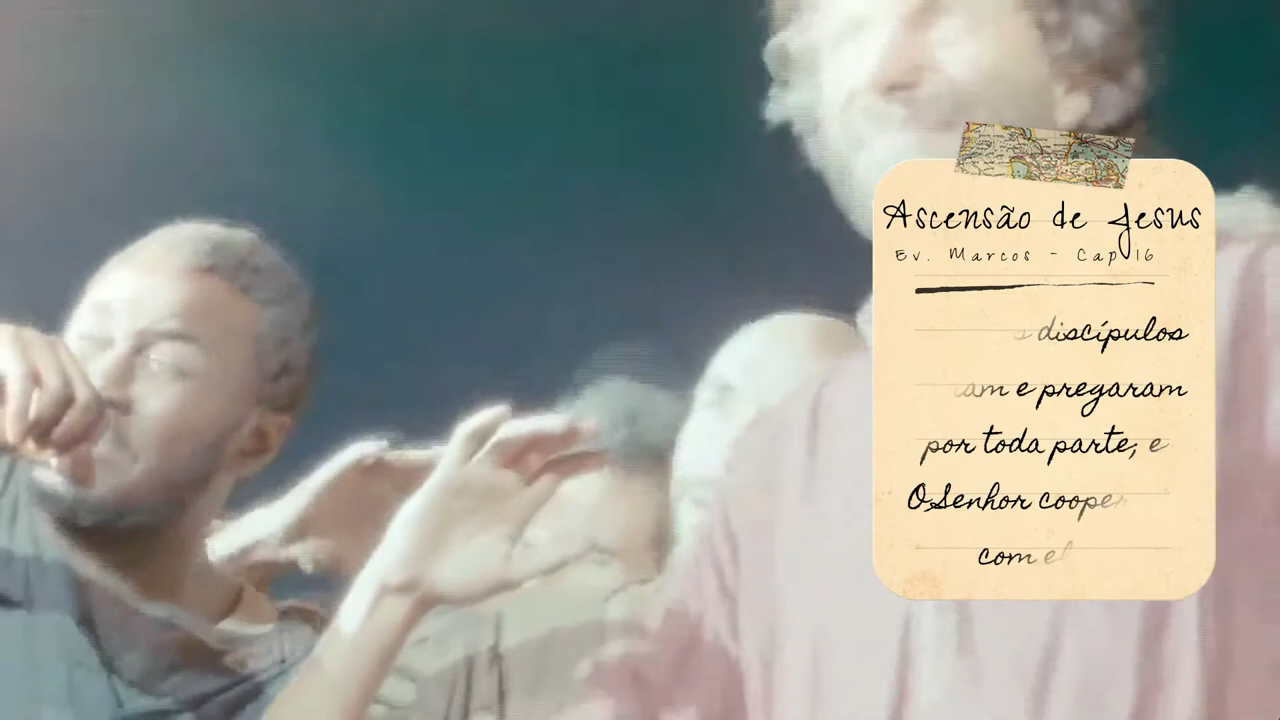 Ascensão de Jesus
Ev. Marcos - Cap 16
discípulos
e pregaram
por toda parte, e
O Senhor
com